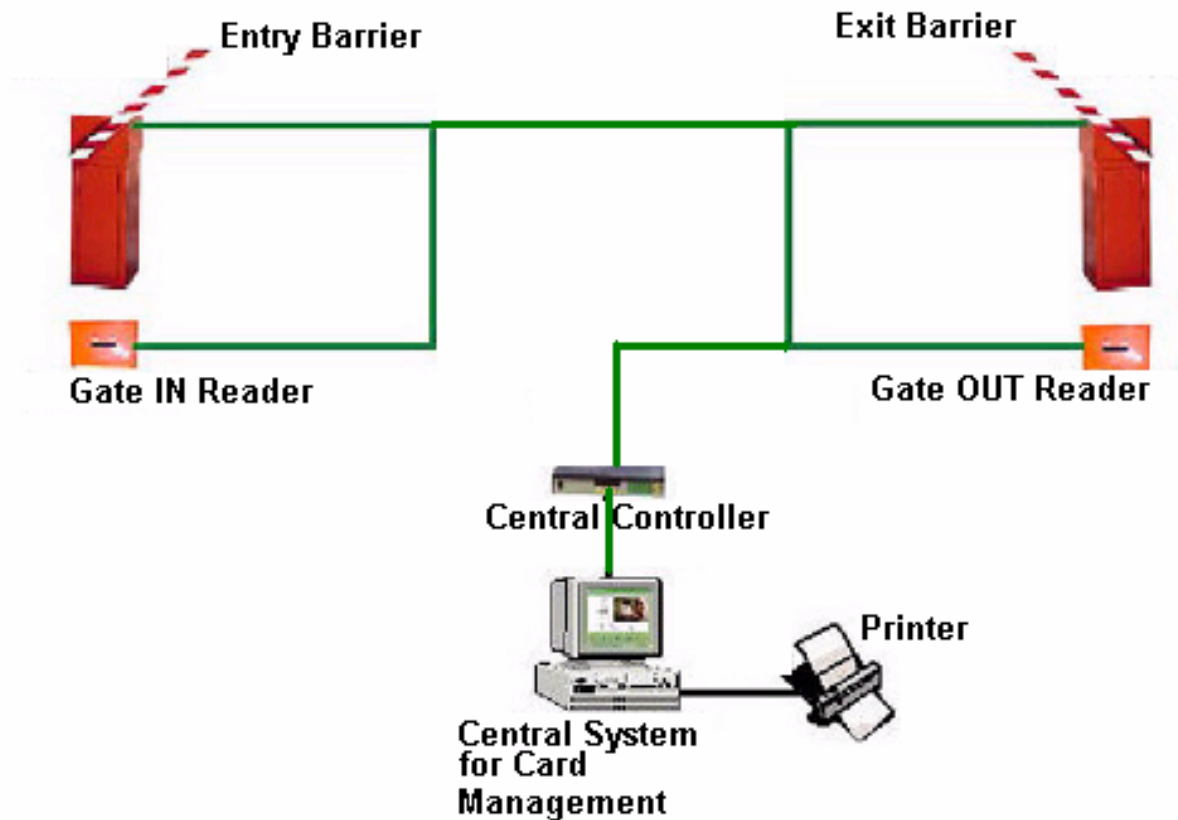 Entry Barrier
Exit Barrier
Gate IN Reader
Gate OUT Reader
Central Controller
Printer
Central System
for Card
Management